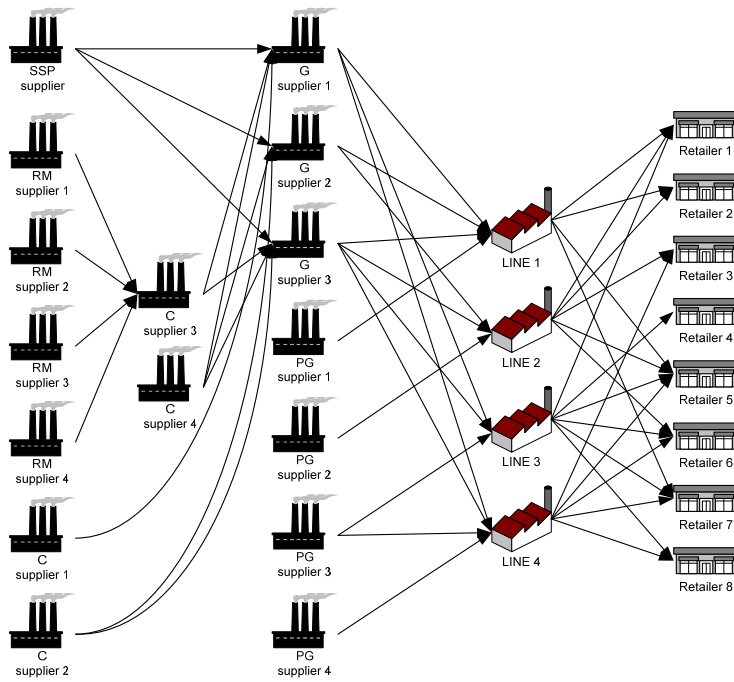 SSP
supplier
RM
supplier 1
RM
supplier 2
RM
supplier 3
RM
supplier 4
C
supplier 1
C
supplier 2
C
supplier 3
C
supplier 4
G
supplier 1
G
supplier 2
G
supplier 3
PG
supplier 1
PG
supplier 2
PG
supplier 3
PG
supplier 4
LINE 1
LINE 2
LINE 3
LINE 4
Retailer 1
Retailer 2
Retailer 3
Retailer 4
Retailer 5
Retailer 6
Retailer 7
Retailer 8